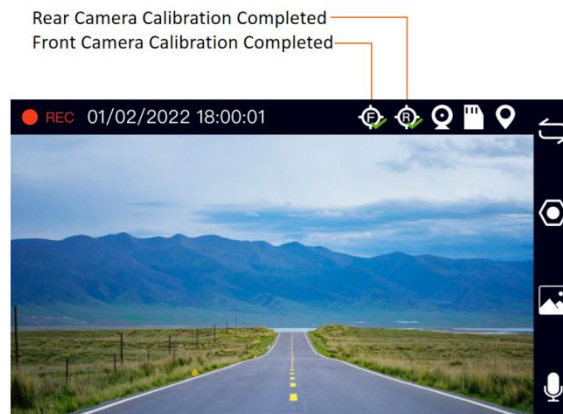 Rear Camera Calibration Completed
Front Camera Calibration Completed
REC 01/02/2022 18:00:01 F R